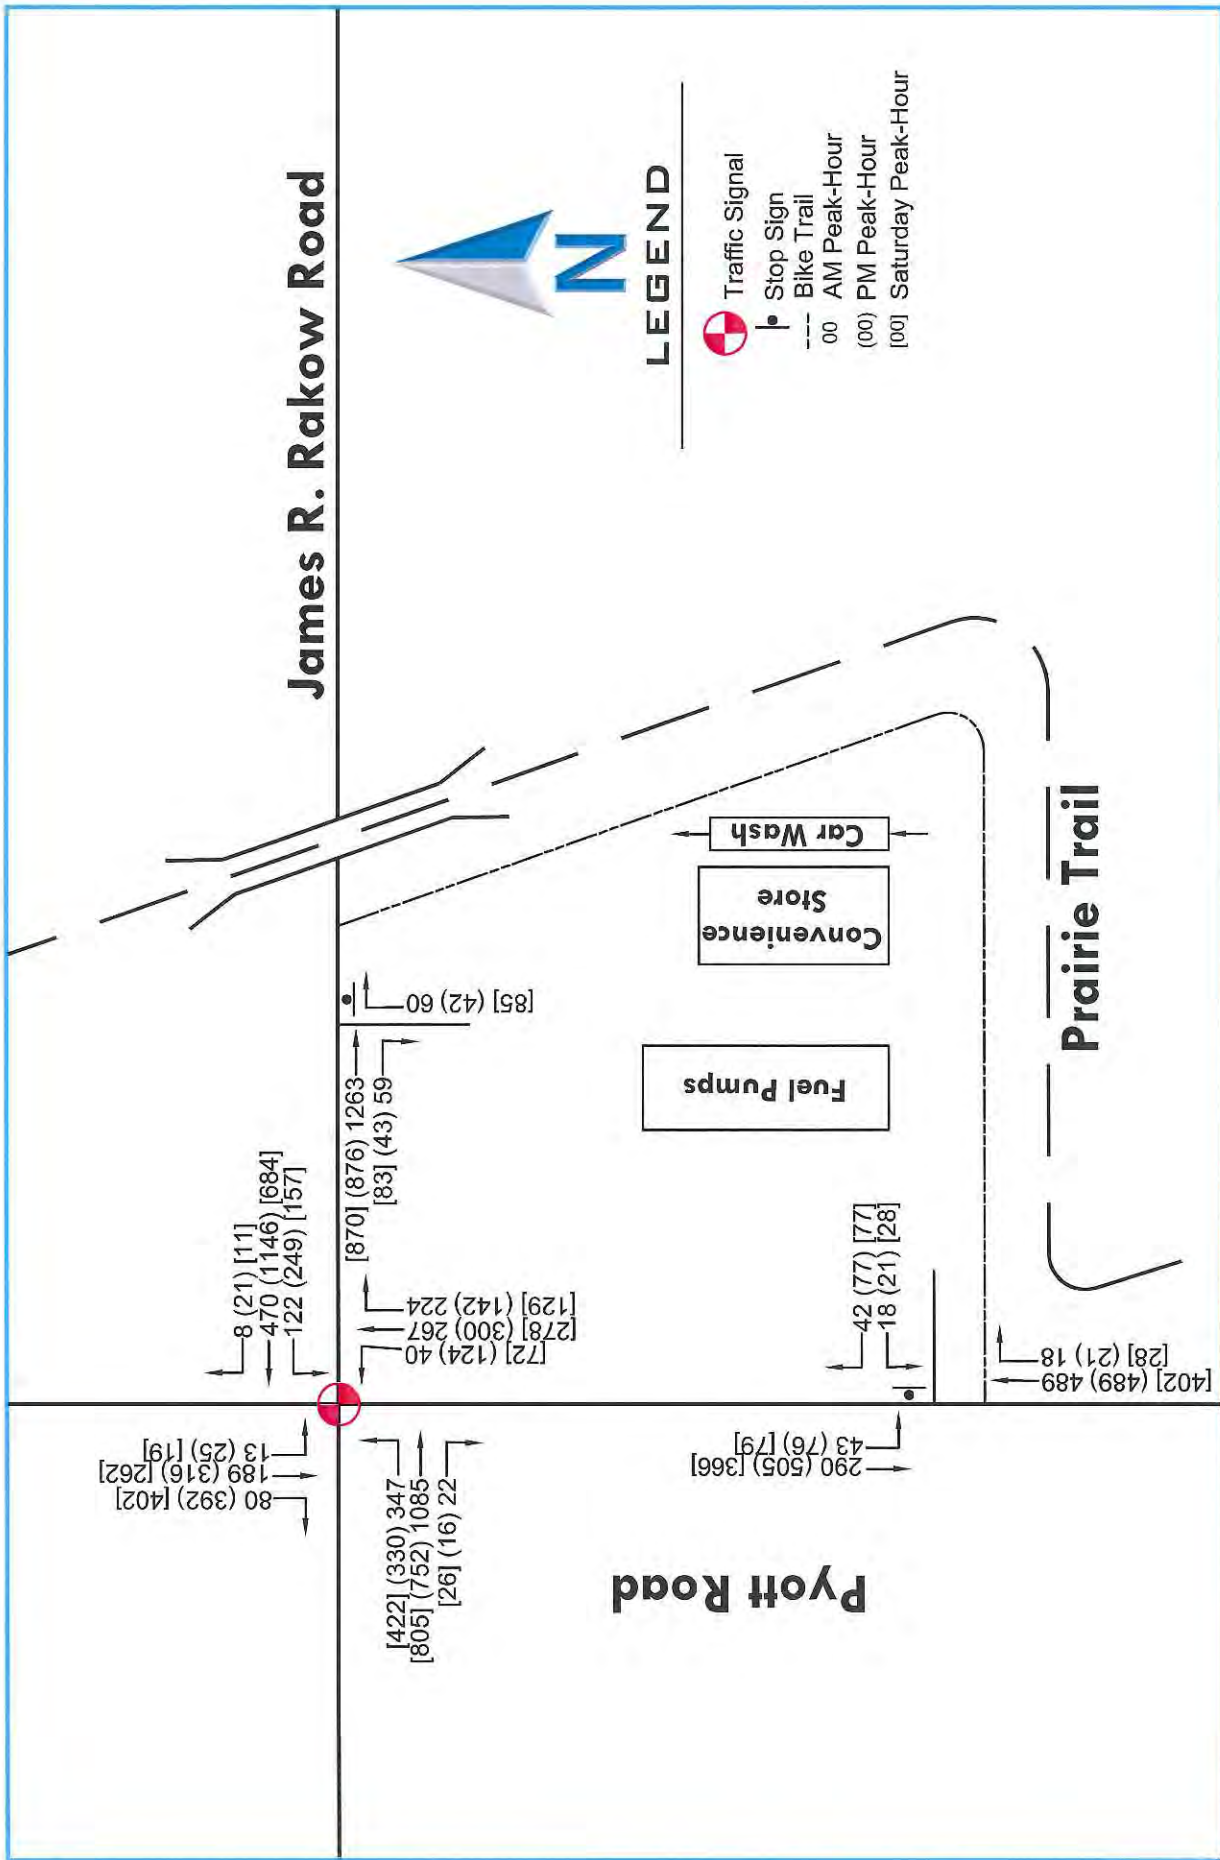 James R. Rakow Road
N
LEGEND
Traffic Signal
Stop Sign
Bike Trail
00 AM Peak-Hour
(00) PM Peak-Hour
[00] Saturday Peak-Hour
8 (21) [11]
470 (1146) [684]
122 (249) [157]
13 (25) [19]
189 (316) [262]
80 (392) [402]
[422] (330) 347
[805] (752) 1085
[26] (16) 22
[129] (142) 224
[278] (300) 267
[72] (124) 40
[870] (876) 1263
[83] (43) 59
[85] (42) 60
Car Wash
Convenience
Store
Fuel Pumps
42 (77) [77]
18 (21) [28]
43 (76) [79]
290 (505) [366]
[28] (21) 18
[402] (489) 489
Pyott Road
Prairie Trail